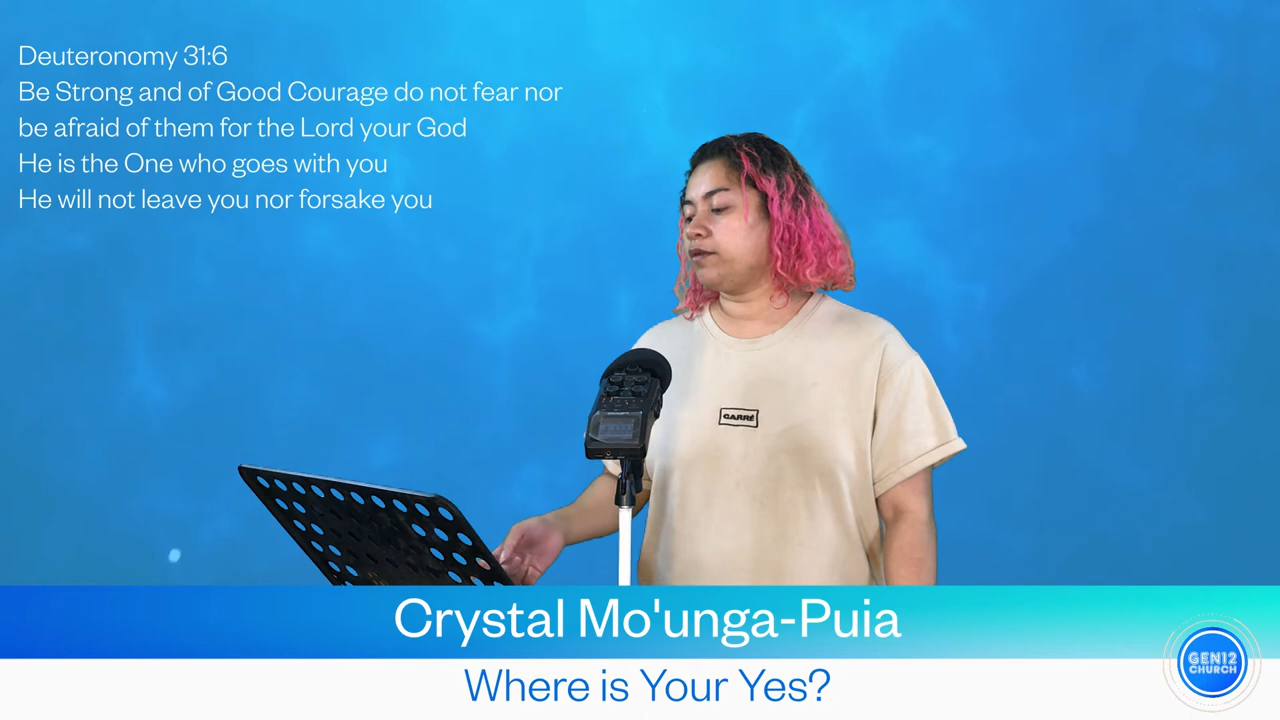 Deuteronomy 31:6
Be Strong and of Good Courage do not fear nor
be afraid of them for the Lord your God
He is the One who goes with you
He will not leave you nor forsake you
CARRÉ
Crystal Mo'unga-Puia
Where is Your Yes?
GEN12
CHURCH